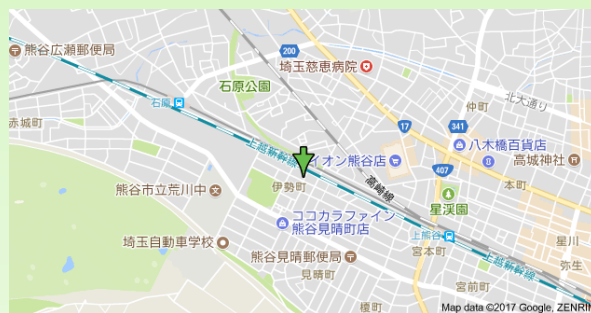 熊谷広瀬郵便局
200
埼玉慈恵病院
石原公園
北大通り
仲町
石原
赤城町
17
341
八木橋百貨店
上越新幹線
イオン熊谷店
高城神社
407
本町
伊勢町
高崎線
熊谷市立荒川中
星渓園
ココカラファイン
熊谷見晴町店
上熊谷
星川
埼玉自動車学校
宮本町
熊谷見晴郵便局
上越新幹線
弥生
見晴町
宮前町
榎町
Map data ©2017 Google, ZENRIN